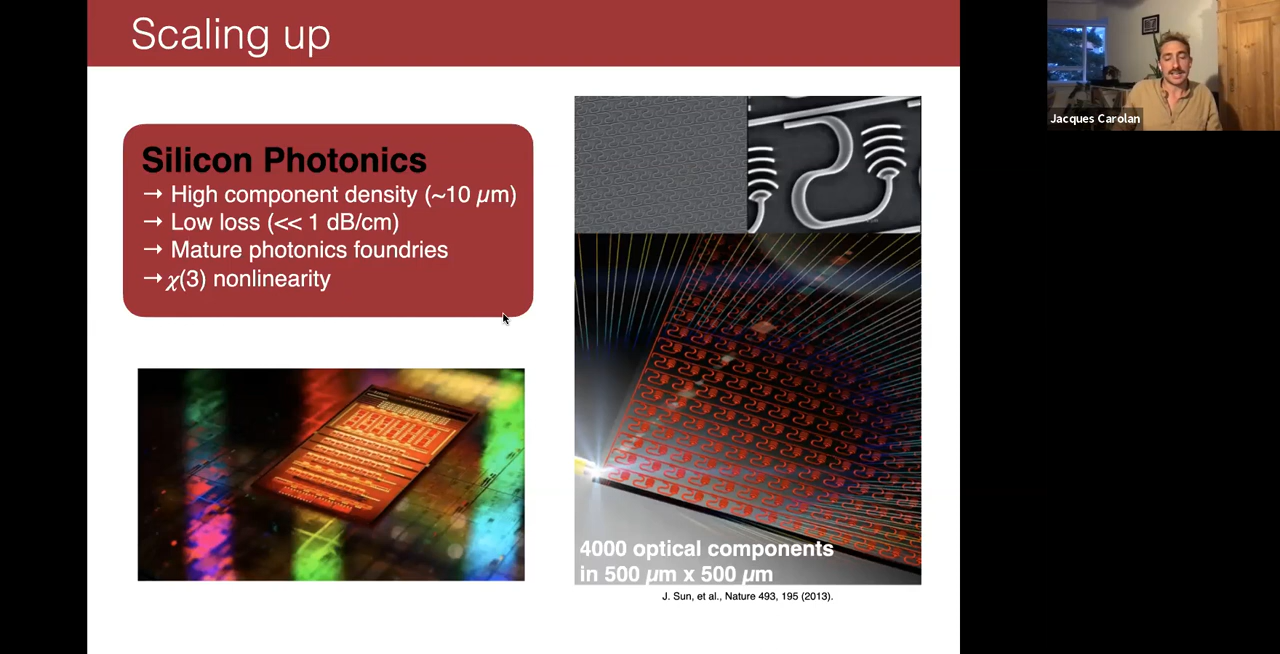 Scaling up
Silicon Photonics
→ High component density (~10 µm)
→ Low loss (<< 1 dB/cm)
→ Mature photonics foundries
→ χ(3) nonlinearity
4000 optical components
in 500 µm x 500 µm
J. Sun, et al., Nature 493, 195 (2013).
Jacques Carolan